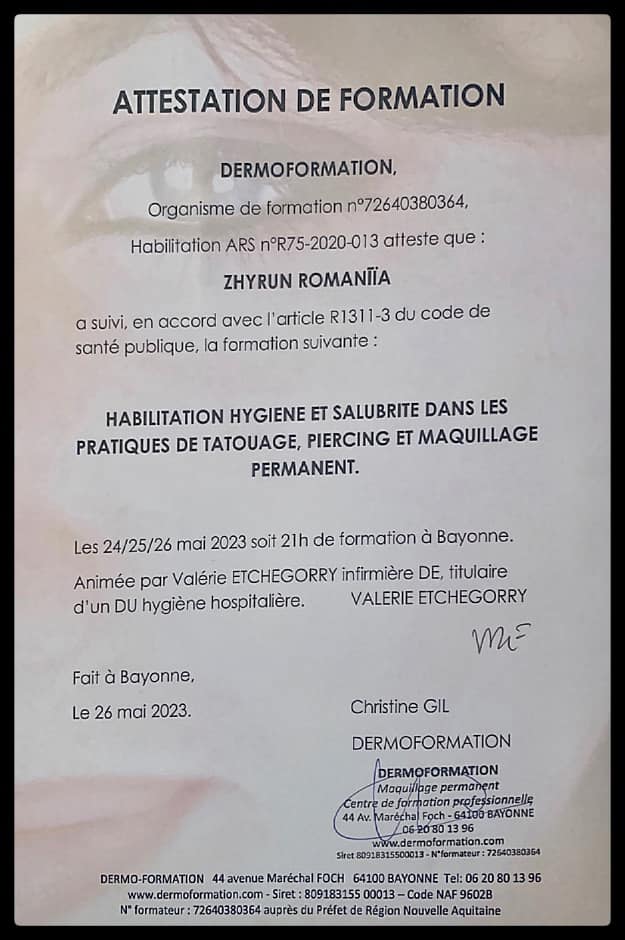 ATTESTATION DE FORMATION
DERMOFORMATION,
Organisme de formation n°72640380364,
Habilitation ARS n°R75-2020-013 atteste que :
ZHYRUN ROMANĪÏA
a suivi, en accord avec l'article R1311-3 du code de
santé publique, la formation suivante :
HABILITATION HYGIENE ET SALUBRITE DANS LES
PRATIQUES DE TATOUAGE, PIERCING ET MAQUILLAGE
PERMANENT.
Les 24/25/26 mai 2023 soit 21h de formation à Bayonne.
Animée par Valérie ETCHEGORRY infirmière DE, titulaire
d'un DU hygiène hospitalière. VALERIE ETCHEGORRY
Fait à Bayonne,
Le 26 mai 2023.
Christine GIL
DERMOFORMATION
DERMOFORMATION
Maquillage permanent
Centre de formation professionnelle
44 Av. Maréchal Foch - 64100 BAYONNE
06 20 80 13 96
www.dermoformation.com
Siret 80918315500013 - N°formateur : 72640380364
DERMO-FORMATION 44 avenue Maréchal FOCH 64100 BAYONNE Tel: 06 20 80 13 96
www.dermoformation.com - Siret : 809183155 00013 – Code NAF 9602B
N° formateur : 72640380364 auprès du Préfet de Région Nouvelle Aquitaine